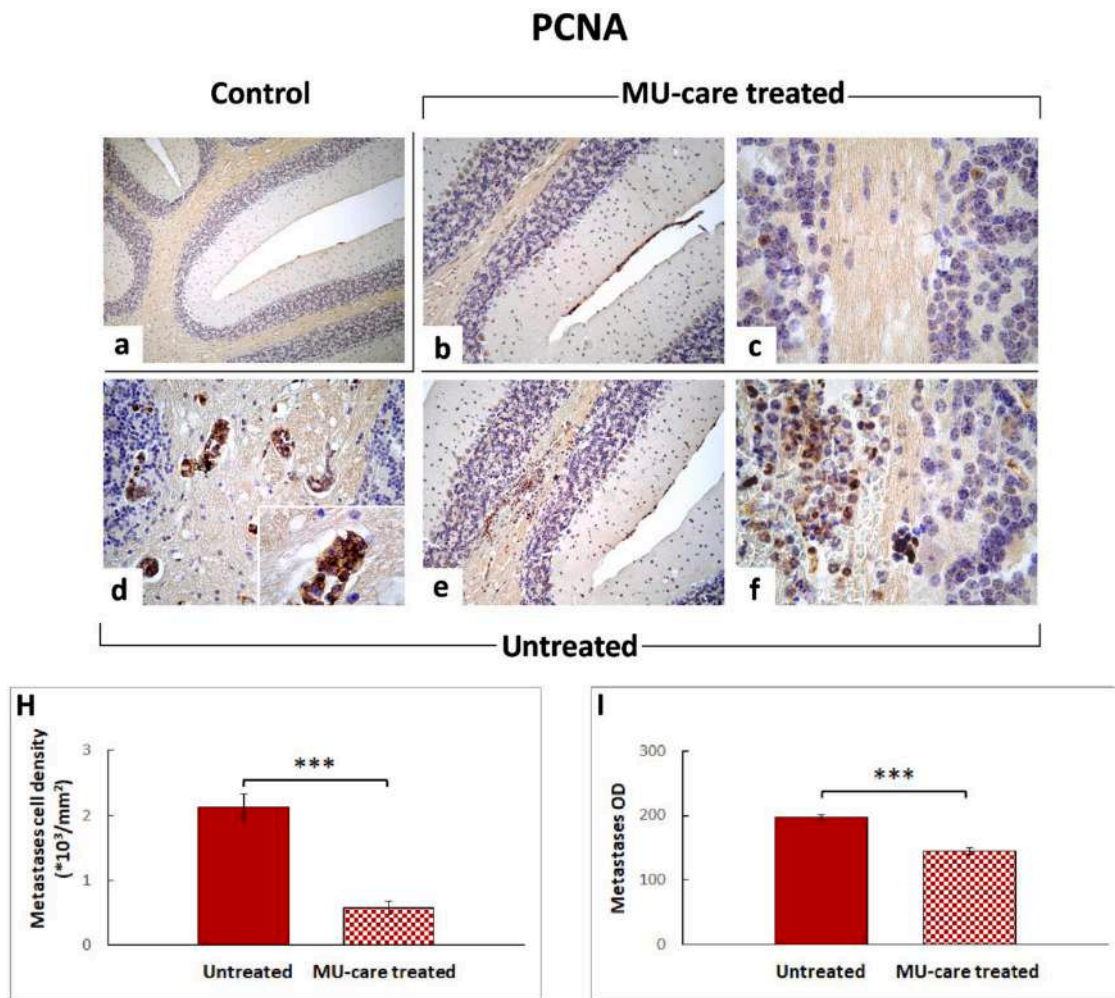 PCNA
Control
MU-care treated
a
b
c
d
e
f
Untreated
H
Metastases cell density
(*10³/mm²)
3
2
1
0
***
Untreated
MU-care treated
I
Metastases OD
300
200
100
0
***
Untreated
MU-care treated